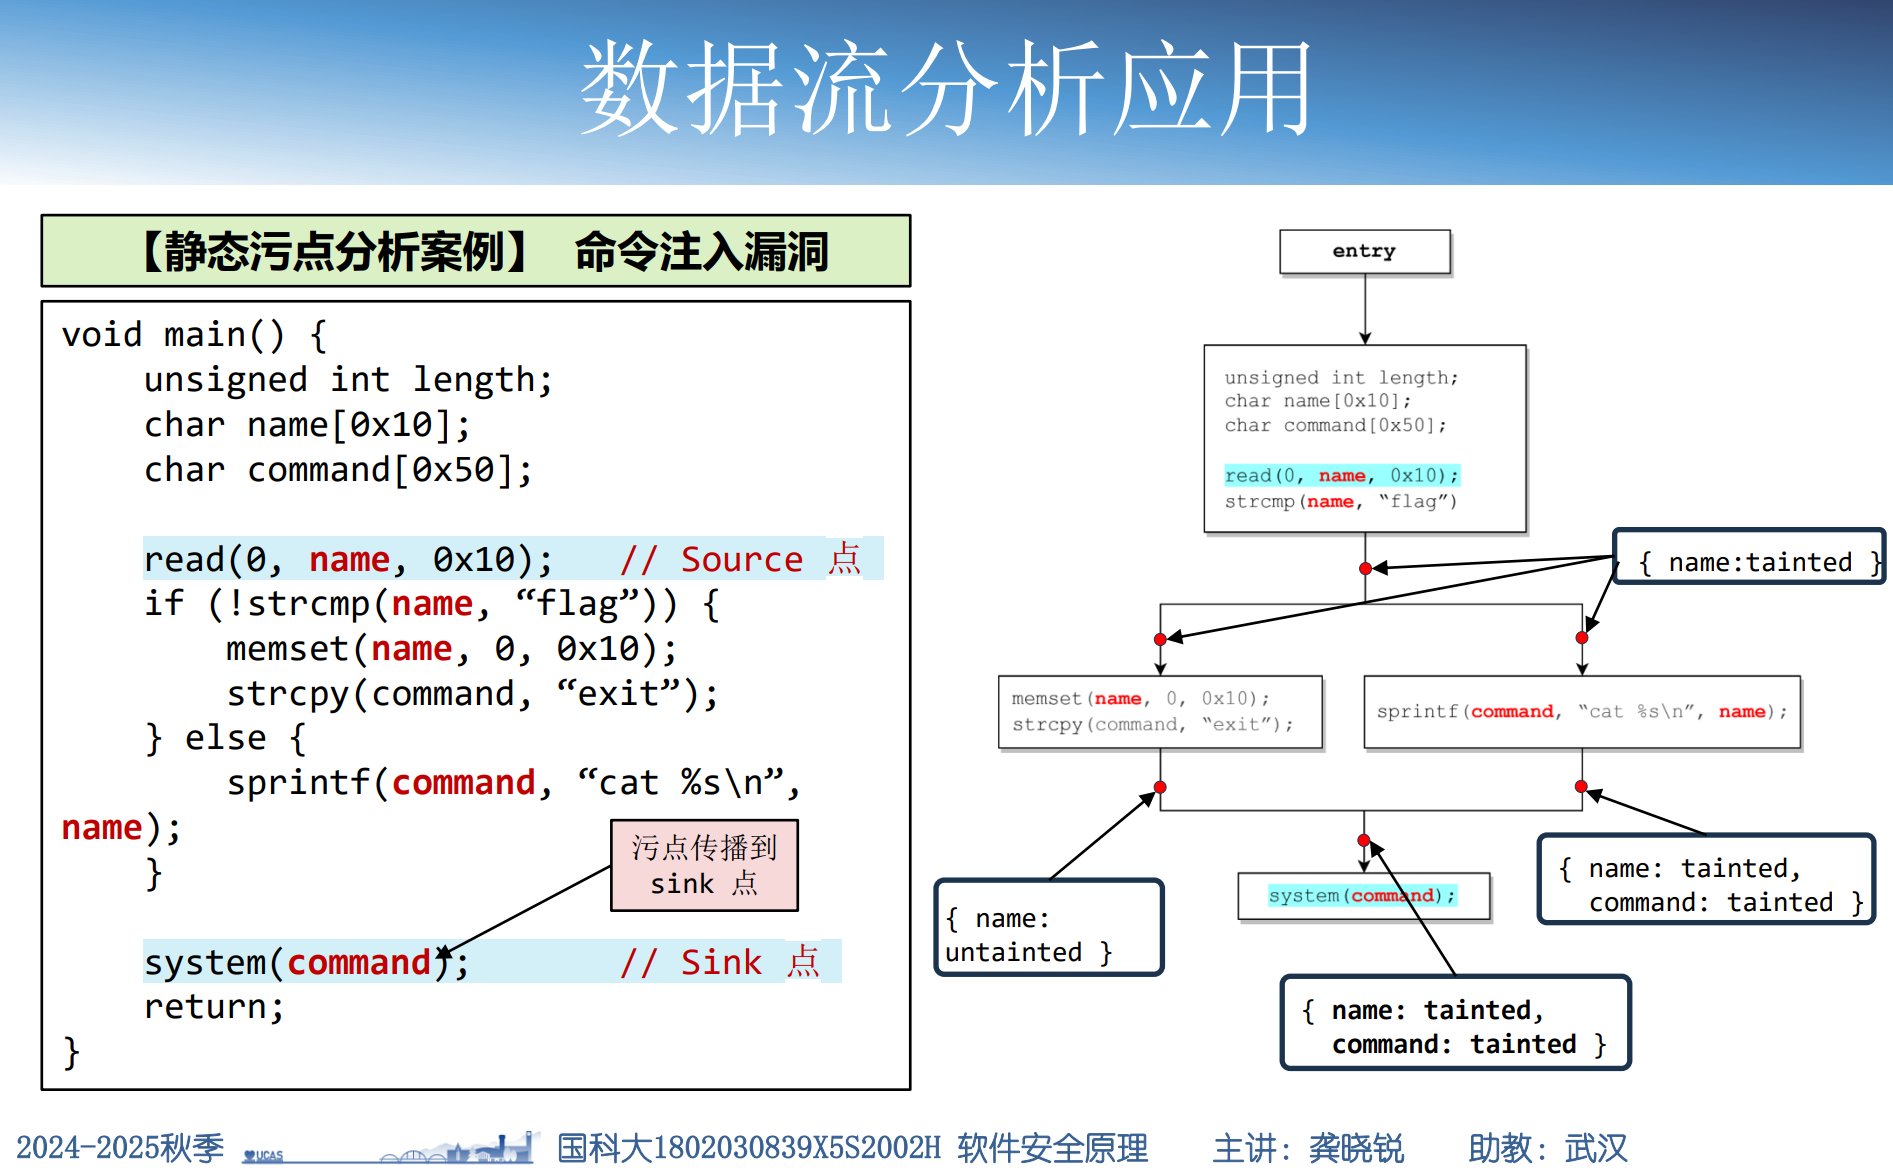 数据流分析应用
【静态污点分析案例】 命令注入漏洞
void main() {
    unsigned int length;
    char name[0x10];
    char command[0x50];

    read(0, name, 0x10);   // Source 点
    if (!strcmp(name, “flag”)) {
        memset(name, 0, 0x10);
        strcpy(command, “exit”);
    } else {
        sprintf(command, “cat %s\n”,
name);
    }
污点传播到
sink 点
    system(command);       // Sink 点
    return;
}
entry
unsigned int length;
char name[0x10];
char command[0x50];
read(0, name, 0x10);
strcmp(name, “flag”)
{ name:tainted }
memset(name, 0, 0x10);
strcpy(command, “exit”);
sprintf(command, “cat %s\n”, name);
{ name:
untainted }
system(command);
{ name: tainted,
command: tainted }
{ name: tainted,
command: tainted }
2024-2025秋季
UCAS
国科大1802030839X5S2002H 软件安全原理
主讲：龚晓锐
助教：武汉